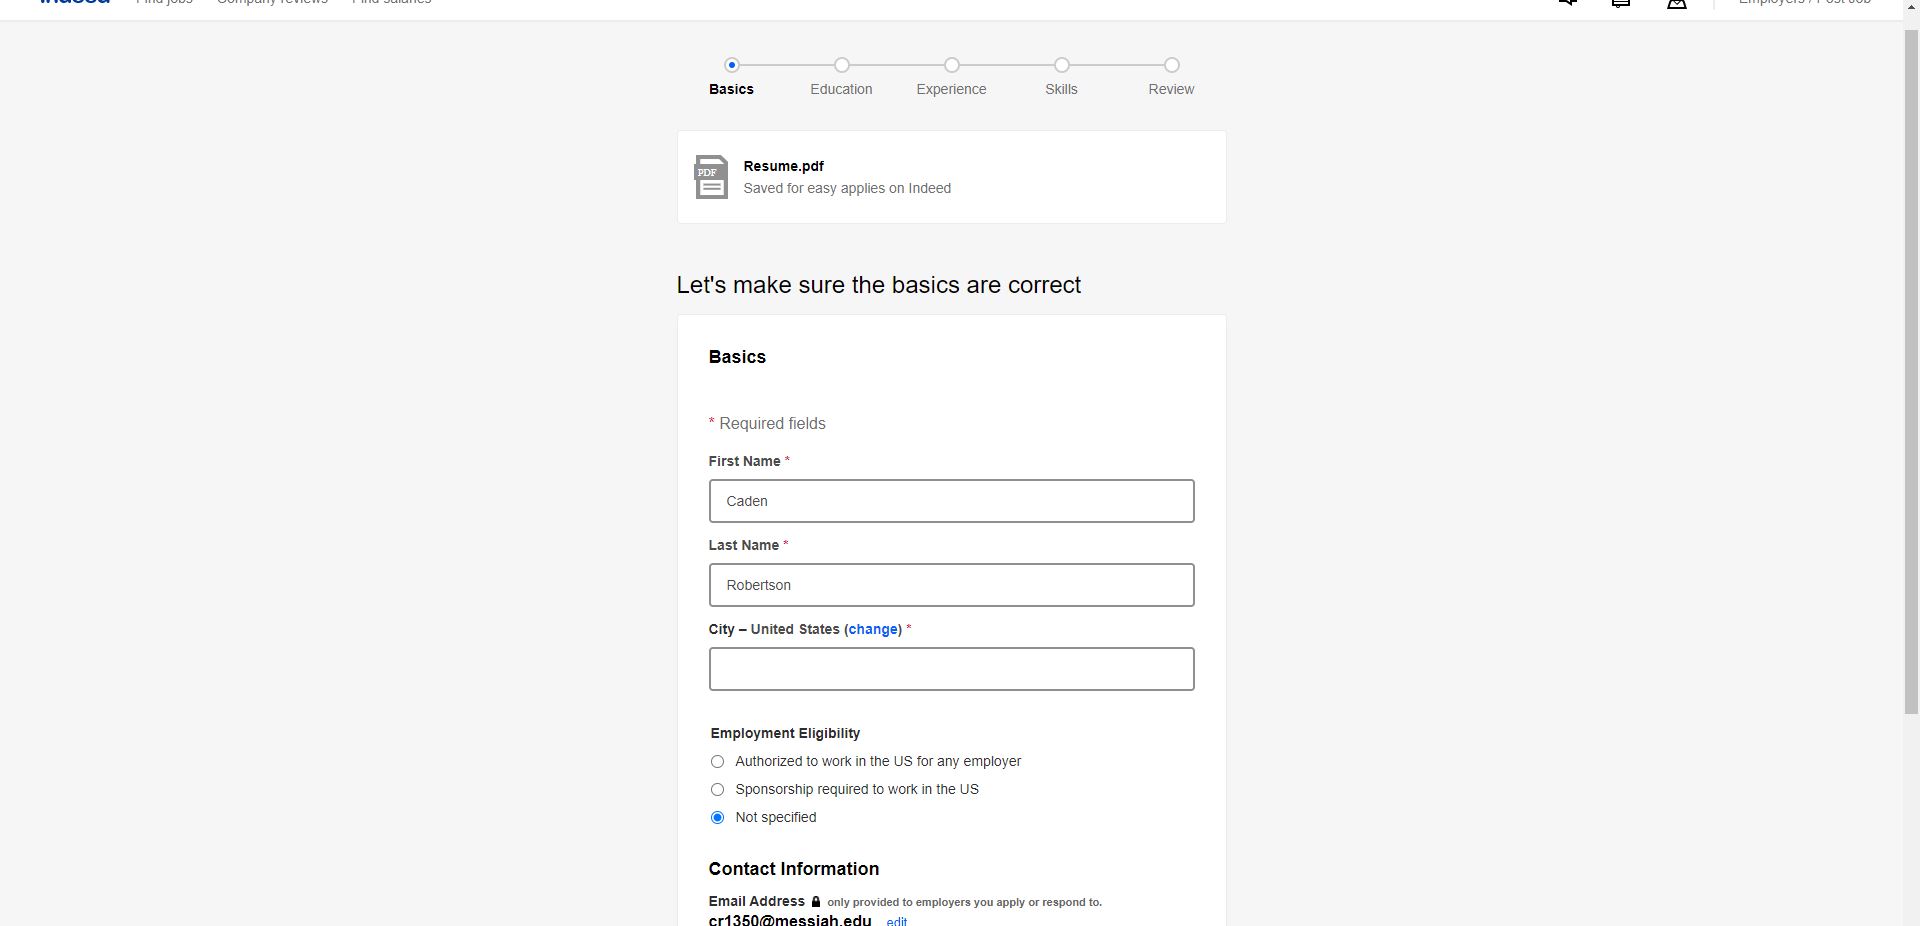 indeed Find jobs Company reviews Find salaries Employers / Post Job
Basics Education Experience Skills Review
PDF
Resume.pdf
Saved for easy applies on Indeed
Let's make sure the basics are correct
Basics
* Required fields
First Name *
Caden
Last Name *
Robertson
City – United States (change) *
Employment Eligibility
Authorized to work in the US for any employer
Sponsorship required to work in the US
Not specified
Contact Information
Email Address only provided to employers you apply or respond to.
cr1350@messiah.edu edit